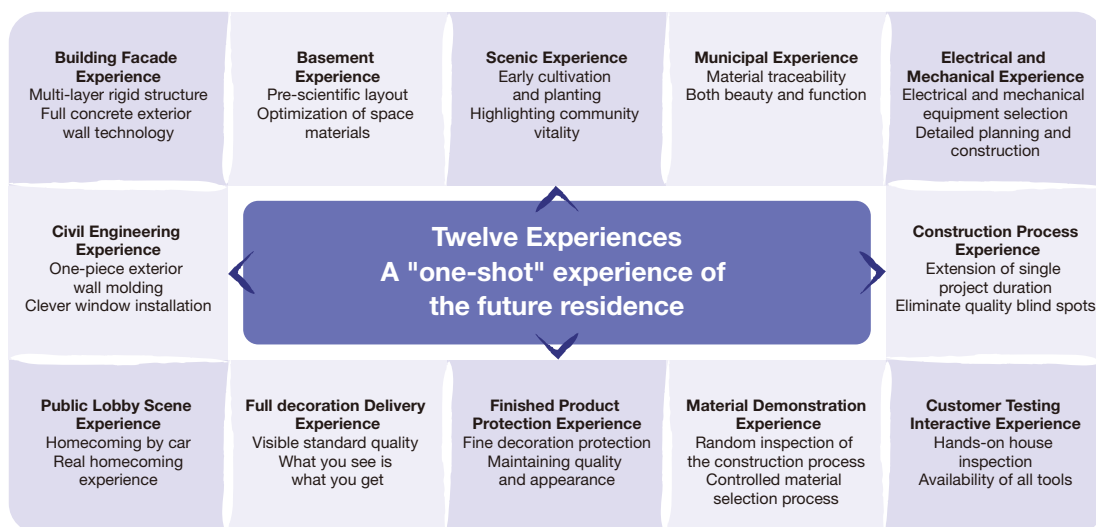 Building Facade
Experience
Multi-layer rigid structure
Full concrete exterior
wall technology
Basement
Experience
Pre-scientific layout
Optimization of space
materials
Scenic Experience
Early cultivation
and planting
Highlighting community
vitality
Municipal Experience
Material traceability
Both beauty and function
Electrical and
Mechanical Experience
Electrical and mechanical
equipment selection
Detailed planning and
construction
Civil Engineering
Experience
One-piece exterior
wall molding
Clever window installation
Twelve Experiences
A "one-shot" experience of
the future residence
Construction Process
Experience
Extension of single
project duration
Eliminate quality blind spots
Public Lobby Scene
Experience
Homecoming by car
Real homecoming
experience
Full decoration Delivery
Experience
Visible standard quality
What you see is
what you get
Finished Product
Protection Experience
Fine decoration protection
Maintaining quality
and appearance
Material Demonstration
Experience
Random inspection of
the construction process
Controlled material
selection process
Customer Testing
Interactive Experience
Hands-on house
inspection
Availability of all tools